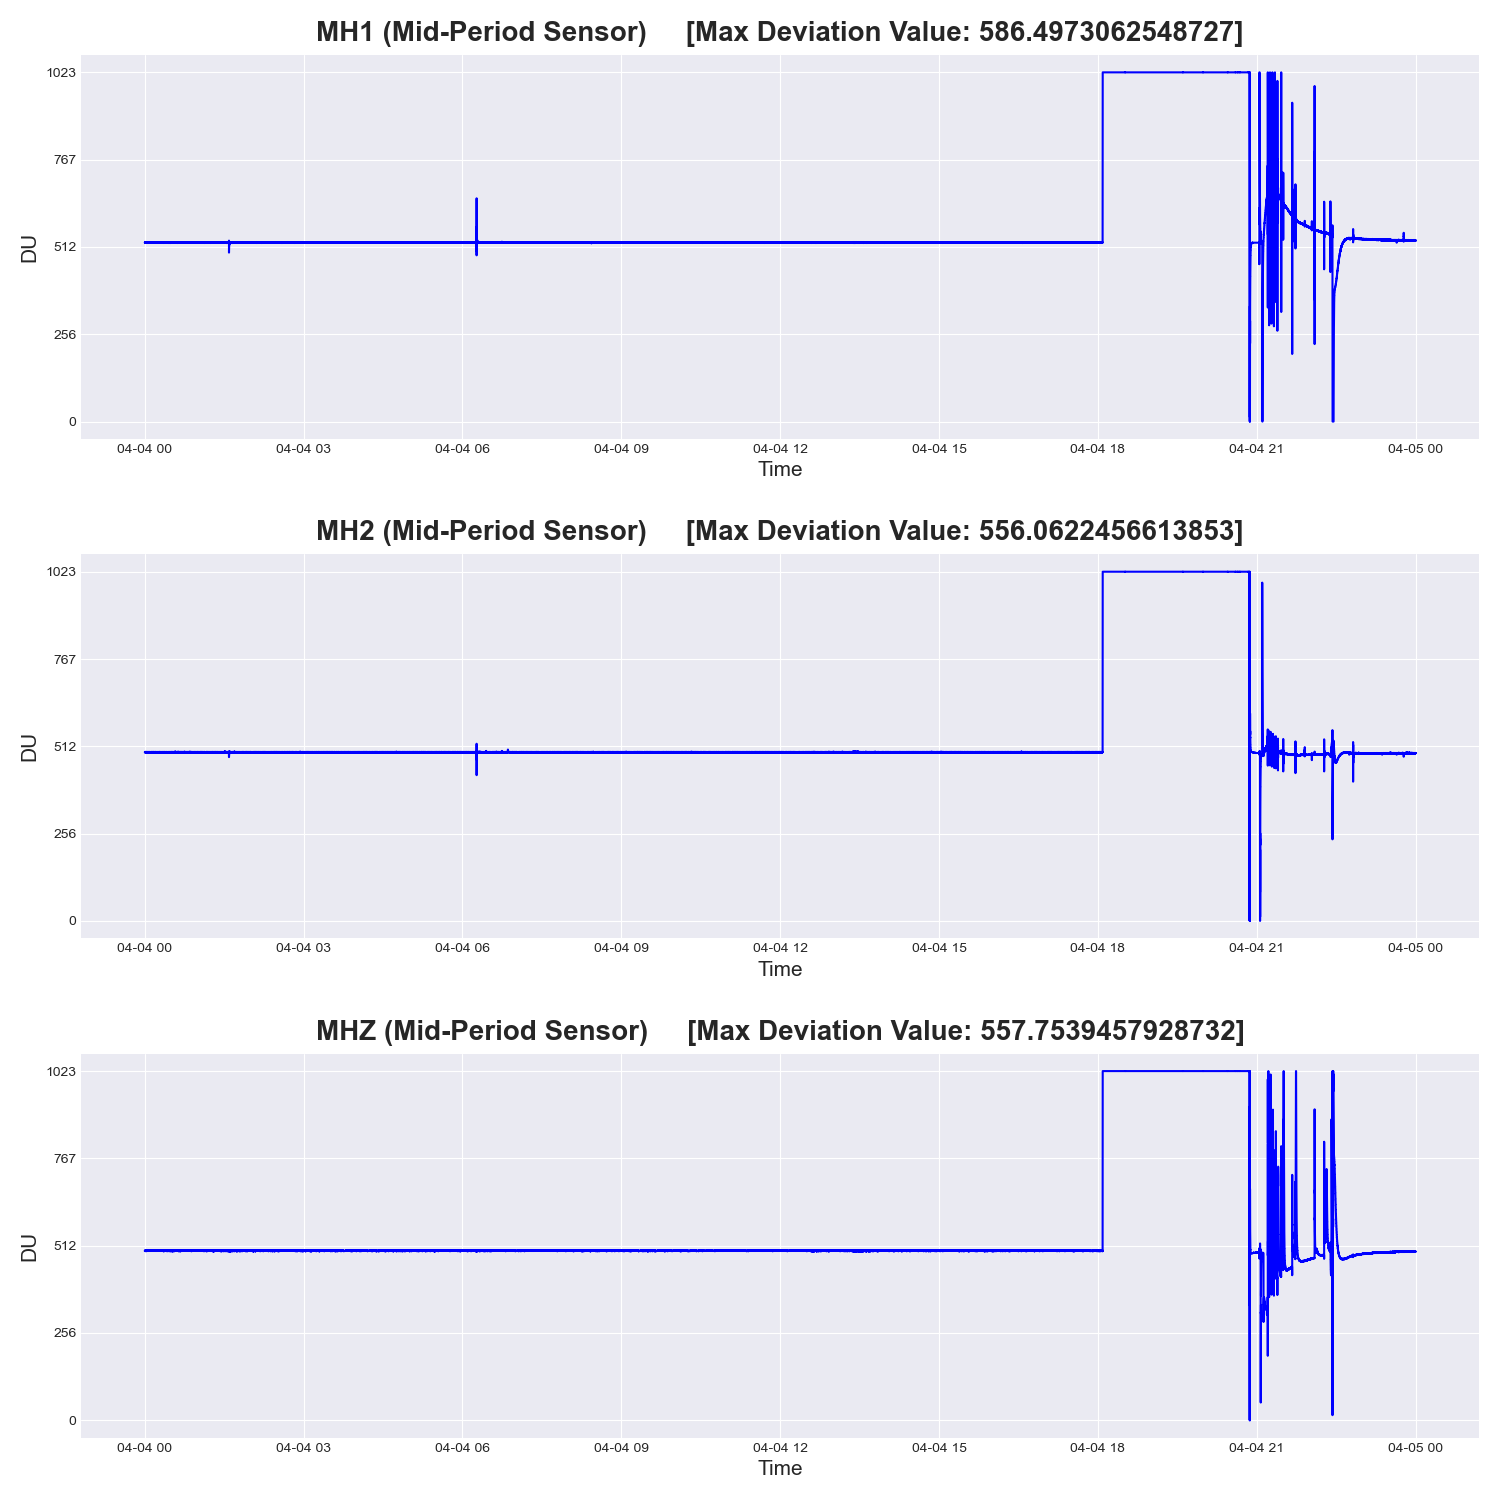 MH1 (Mid-Period Sensor) [Max Deviation Value: 586.4973062548727]
1023
767
512
256
0
DU
04-04 00 04-04 03 04-04 06 04-04 09 04-04 12 04-04 15 04-04 18 04-04 21 04-05 00
Time
MH2 (Mid-Period Sensor) [Max Deviation Value: 556.0622456613853]
1023
767
512
256
0
DU
04-04 00 04-04 03 04-04 06 04-04 09 04-04 12 04-04 15 04-04 18 04-04 21 04-05 00
Time
MHZ (Mid-Period Sensor) [Max Deviation Value: 557.7539457928732]
1023
767
512
256
0
DU
04-04 00 04-04 03 04-04 06 04-04 09 04-04 12 04-04 15 04-04 18 04-04 21 04-05 00
Time